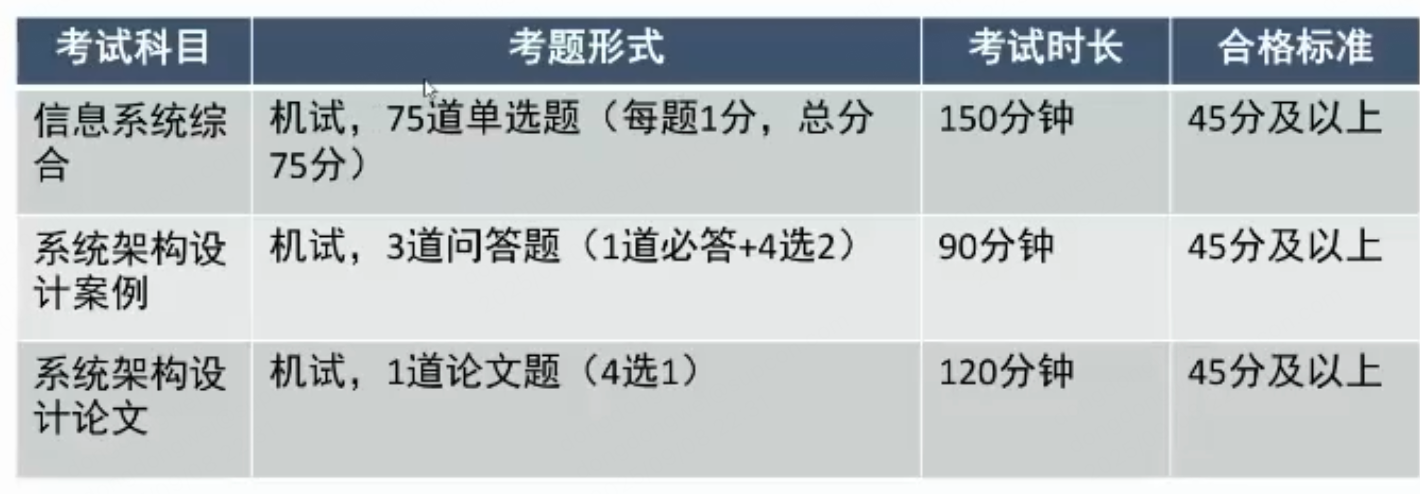 考试科目
考题形式
考试时长
合格标准
信息系统综
合
机试，75道单选题（每题1分，总分
75分）
150分钟
45分及以上
系统架构设
计案例
机试，3道问答题（1道必答+4选2）
90分钟
45分及以上
系统架构设
计论文
机试，1道论文题（4选1）
120分钟
45分及以上